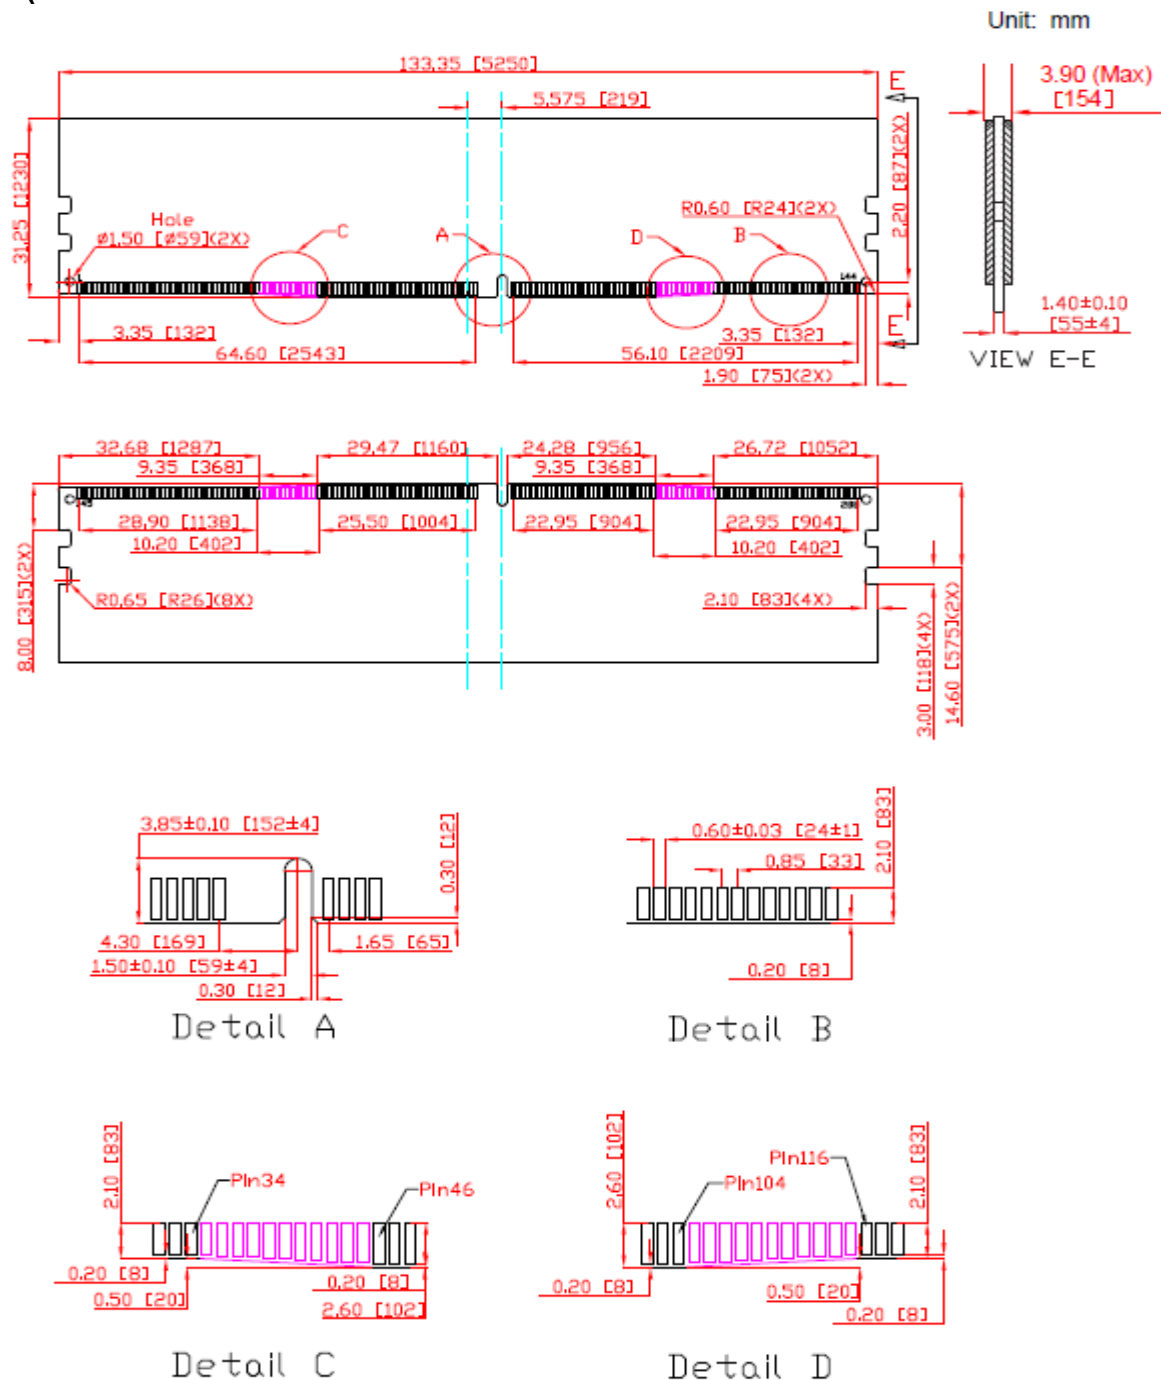 Unit: mm
133.35 [5250]
3.90 (Max)
[154]
E
5.575 [219]
31.25 [1230]
2.20 [87](2X)
Hole
ø1.50 [ø59](2X)
C
A
D
B
R0.60 [R24](2X)
1
144
3.35 [132]
3.35 [132]
E
64.60 [2543]
56.10 [2209]
1.90 [75](2X)
1.40±0.10
[55±4]
VIEW E-E
32.68 [1287]
29.47 [1160]
24.28 [956]
26.72 [1052]
9.35 [368]
9.35 [368]
145
288
28.90 [1138]
25.50 [1004]
22.95 [904]
22.95 [904]
10.20 [402]
10.20 [402]
8.00 [315](2X)
R0.65 [R26](8X)
2.10 [83](4X)
3.00 [118](4X)
14.60 [575](2X)
3.85±0.10 [152±4]
0.30 [12]
4.30 [169]
1.65 [65]
1.50±0.10 [59±4]
0.30 [12]
Detail A
0.60±0.03 [24±1]
2.10 [83]
0.85 [33]
0.20 [8]
Detail B
2.10 [83]
Pin34
Pin46
0.20 [8]
0.20 [8]
0.50 [20]
2.60 [102]
Detail C
2.60 [102]
Pin116
Pin104
2.10 [83]
0.20 [8]
0.50 [20]
0.20 [8]
Detail D